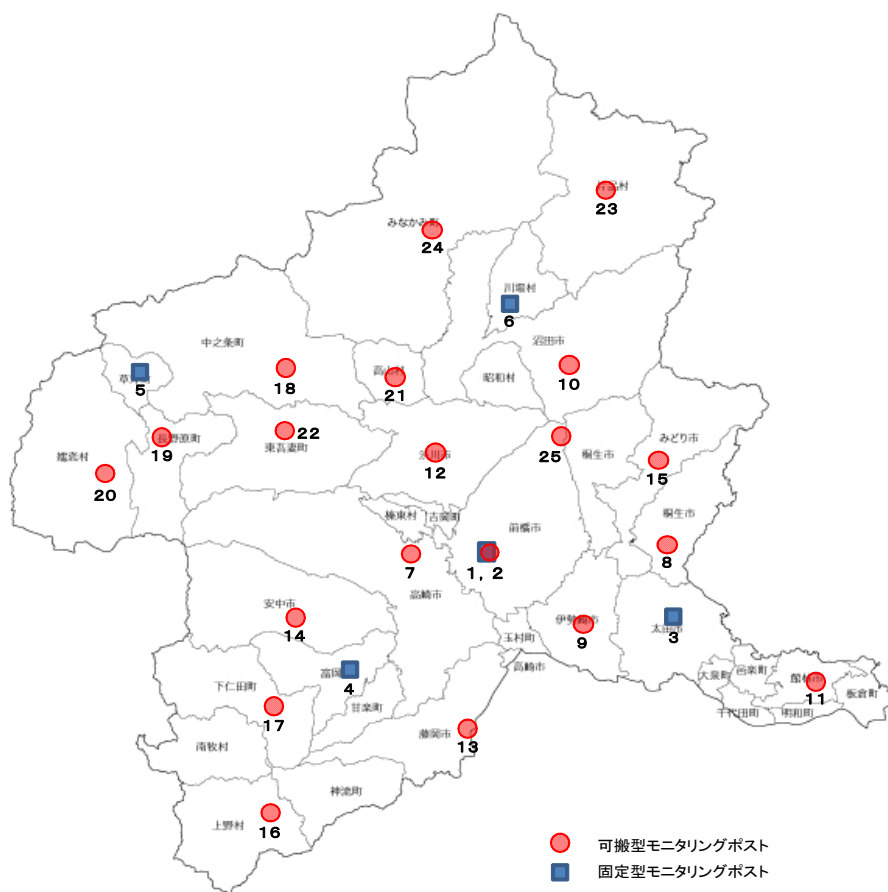 23
みなかみ町
24
川場村
6
中之条町
沼田市
5
18
高山村
21
昭和村
10
長野原町
19
22
東吾妻町
12
25
桐生市
みどり市
15
嬬恋村
20
榛東村
吉岡町
前橋市
桐生市
7
1, 2
8
高崎市
安中市
14
伊勢崎市
9
玉村町
太田市
3
高崎市
4
大泉町
邑楽町
板倉町
11
下仁田町
17
甘楽町
千代田町
明和町
南牧村
藤岡市
13
神流町
上野村
16
可搬型モニタリングポスト
固定型モニタリングポスト